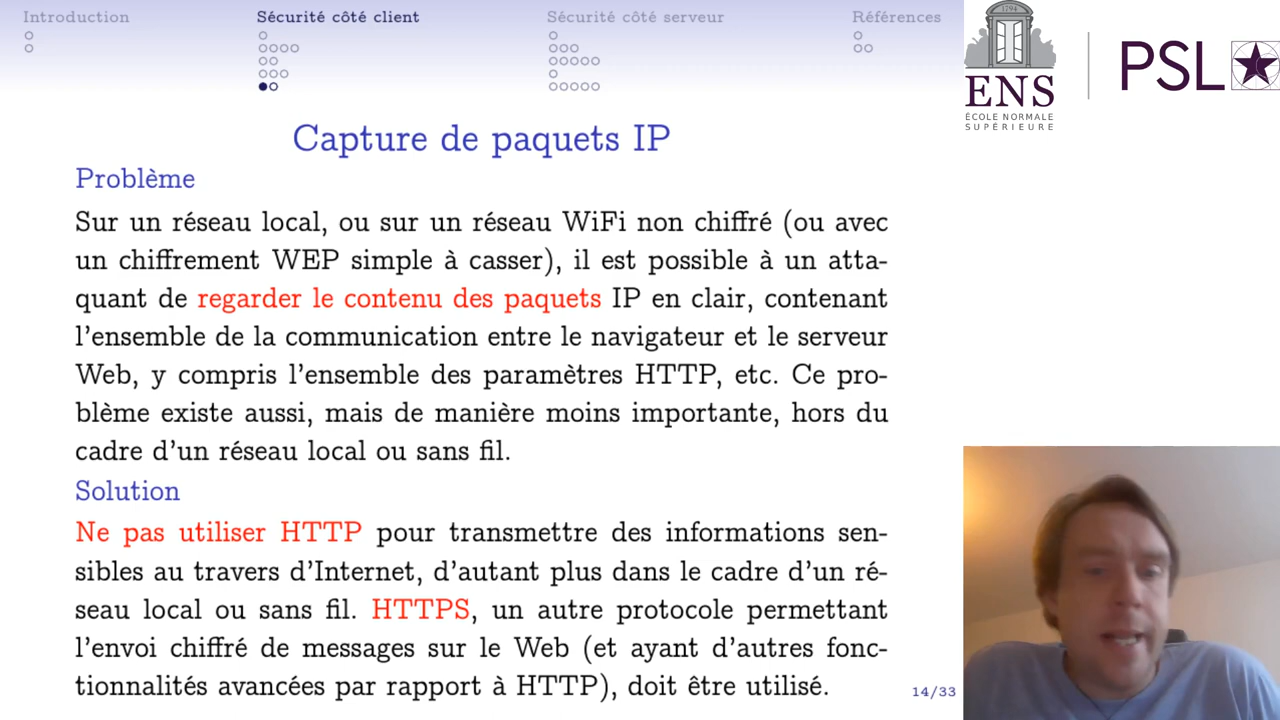 Introduction
Sécurité côté client
Sécurité côté serveur
Références
1794
ENS
ÉCOLE NORMALE
SUPÉRIEURE
PSL
Capture de paquets IP
Problème
Sur un réseau local, ou sur un réseau WiFi non chiffré (ou avec
un chiffrement WEP simple à casser), il est possible à un atta-
quant de regarder le contenu des paquets IP en clair, contenant
l'ensemble de la communication entre le navigateur et le serveur
Web, y compris l'ensemble des paramètres HTTP, etc. Ce pro-
blème existe aussi, mais de manière moins importante, hors du
cadre d'un réseau local ou sans fil.
Solution
Ne pas utiliser HTTP pour transmettre des informations sen-
sibles au travers d'Internet, d'autant plus dans le cadre d'un ré-
seau local ou sans fil. HTTPS, un autre protocole permettant
l'envoi chiffré de messages sur le Web (et ayant d'autres fonc-
tionnalités avancées par rapport à HTTP), doit être utilisé.
14/33